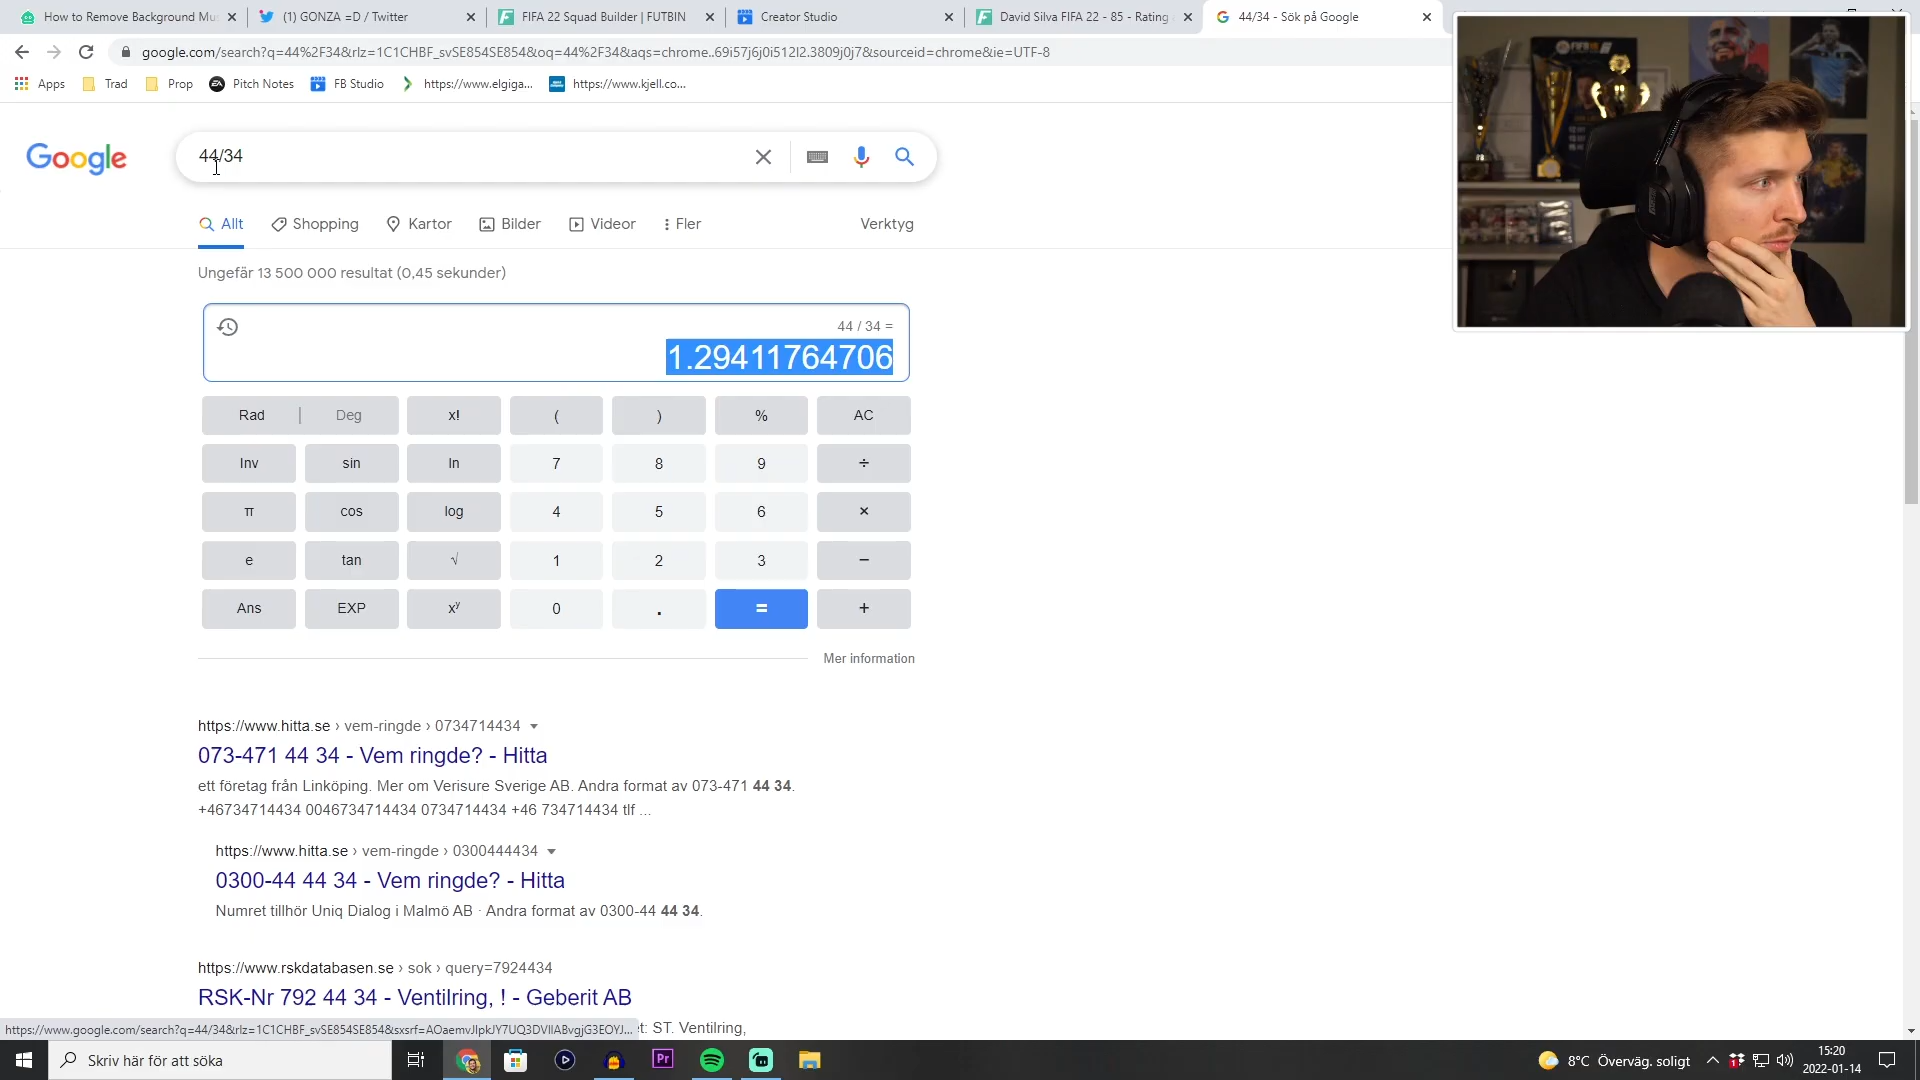 How to Remove Background Mu
(1) GONZA =D / Twitter
FIFA 22 Squad Builder | FUTBIN
Creator Studio
David Silva FIFA 22 - 85 - Rating
44/34 - Sök på Google
google.com/search?q=44%2F34&rlz=1C1CHBF_svSE854SE854&oq=44%2F34&aqs=chrome..69i57j6j0i512l2.3809j0j7&sourceid=chrome&ie=UTF-8
Apps Trad Prop Pitch Notes FB Studio https://www.elgiga... https://www.kjell.co...
Google
44/34
Allt Shopping Kartor Bilder Videor Fler Verktyg
Ungefär 13 500 000 resultat (0,45 sekunder)
44 / 34 =
1.29411764706
Rad | Deg x! ( ) % AC
Inv sin ln 7 8 9 ÷
π cos log 4 5 6 ×
e tan √ 1 2 3 −
Ans EXP xʸ 0 . = +
Mer information
https://www.hitta.se › vem-ringde › 0734714434
073-471 44 34 - Vem ringde? - Hitta
ett företag från Linköping. Mer om Verisure Sverige AB. Andra format av 073-471 44 34.
+46734714434 0046734714434 0734714434 +46 734714434 tlf ...
https://www.hitta.se › vem-ringde › 0300444434
0300-44 44 34 - Vem ringde? - Hitta
Numret tillhör Uniq Dialog i Malmö AB · Andra format av 0300-44 44 34.
https://www.rskdatabasen.se › sok › query=7924434
RSK-Nr 792 44 34 - Ventilring, ! - Geberit AB
t: ST. Ventilring,
Skriv här för att söka
Pr
8°C Överväg. soligt
15:20
2022-01-14